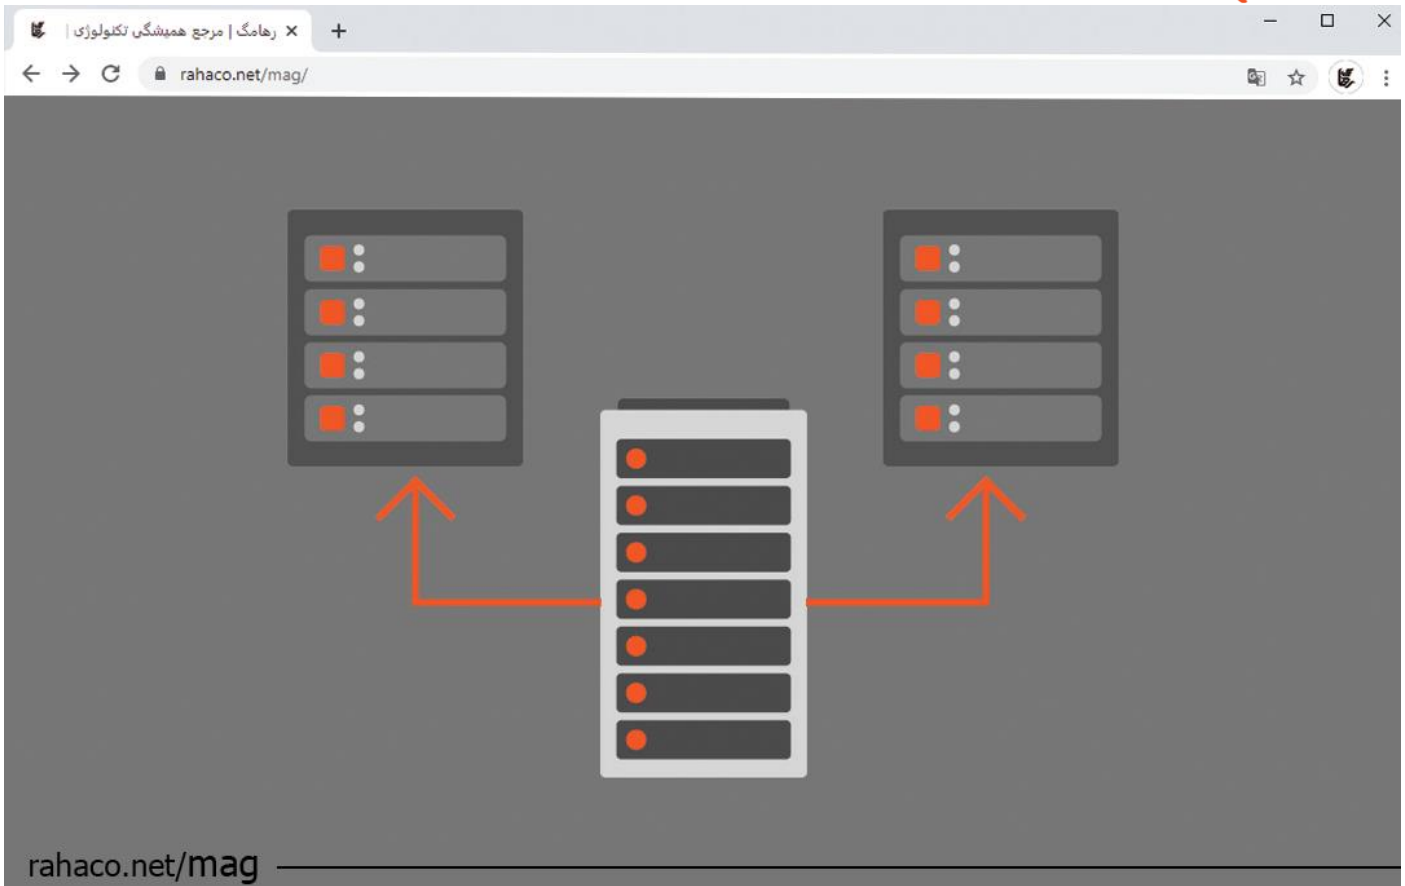 رهامگ | مرجع همیشگی تکنولوژی |
rahaco.net/mag/
rahaco.net/mag